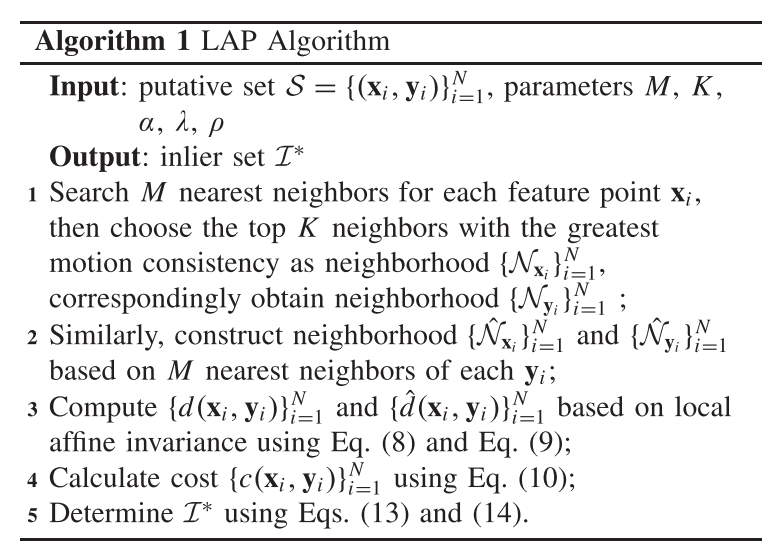 Algorithm 1 LAP Algorithm
Input: putative set $\mathcal{S} = \{(\mathbf{x}_i, \mathbf{y}_i)\}_{i=1}^N$, parameters $M$, $K$,
$\alpha$, $\lambda$, $\rho$
Output: inlier set $\mathcal{I}^*$
1 Search $M$ nearest neighbors for each feature point $\mathbf{x}_i$,
then choose the top $K$ neighbors with the greatest
motion consistency as neighborhood $\{\mathcal{N}_{\mathbf{x}_i}\}_{i=1}^N$,
correspondingly obtain neighborhood $\{\mathcal{N}_{\mathbf{y}_i}\}_{i=1}^N$ ;
2 Similarly, construct neighborhood $\{\hat{\mathcal{N}}_{\mathbf{x}_i}\}_{i=1}^N$ and $\{\hat{\mathcal{N}}_{\mathbf{y}_i}\}_{i=1}^N$
based on $M$ nearest neighbors of each $\mathbf{y}_i$;
3 Compute $\{d(\mathbf{x}_i, \mathbf{y}_i)\}_{i=1}^N$ and $\{\hat{d}(\mathbf{x}_i, \mathbf{y}_i)\}_{i=1}^N$ based on local
affine invariance using Eq. (8) and Eq. (9);
4 Calculate cost $\{c(\mathbf{x}_i, \mathbf{y}_i)\}_{i=1}^N$ using Eq. (10);
5 Determine $\mathcal{I}^*$ using Eqs. (13) and (14).